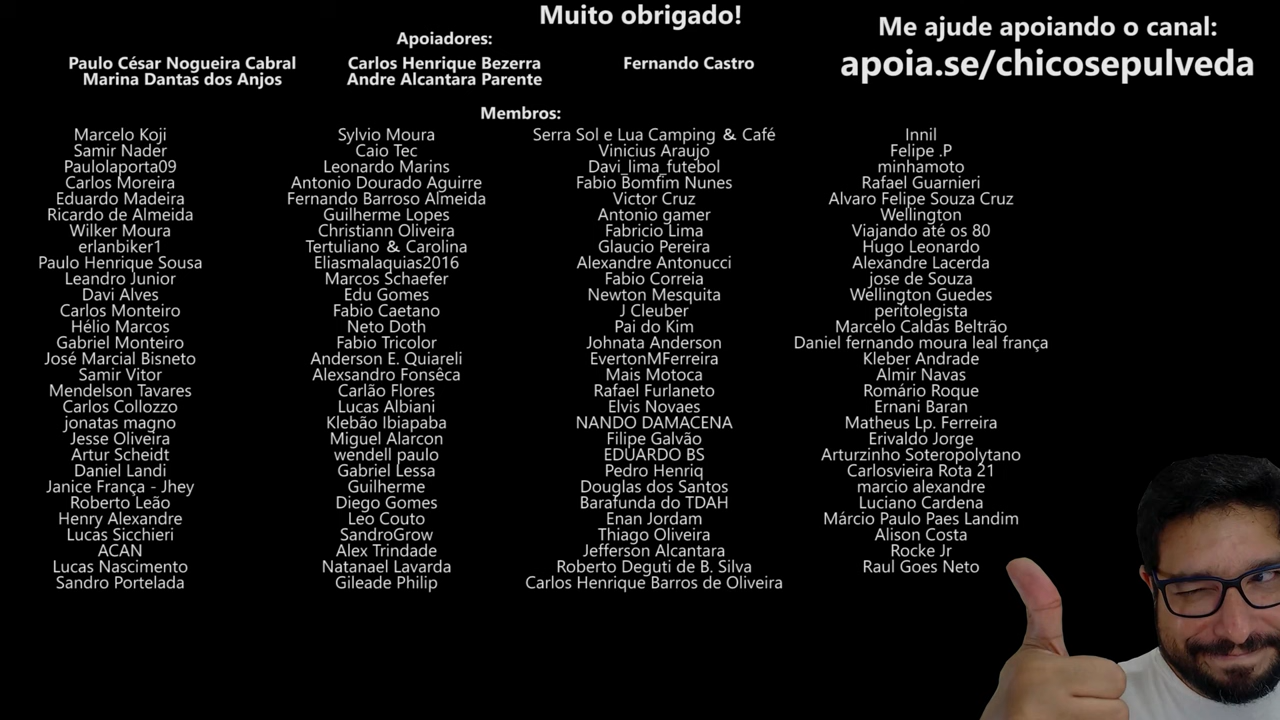 Muito obrigado!
Apoiadores:
Paulo César Nogueira Cabral
Marina Dantas dos Anjos
Carlos Henrique Bezerra
Andre Alcantara Parente
Fernando Castro
Me ajude apoiando o canal:
apoia.se/chicosepulveda
Membros:
Marcelo Koji
Samir Nader
Paulolaporta09
Carlos Moreira
Eduardo Madeira
Ricardo de Almeida
Wilker Moura
erlanbiker1
Paulo Henrique Sousa
Leandro Junior
Davi Alves
Carlos Monteiro
Hélio Marcos
Gabriel Monteiro
José Marcial Bisneto
Samir Vitor
Mendelson Tavares
Carlos Collozzo
jonatas magno
Jesse Oliveira
Artur Scheidt
Daniel Landi
Janice França - Jhey
Roberto Leão
Henry Alexandre
Lucas Sicchieri
ACAN
Lucas Nascimento
Sandro Portelada
Sylvio Moura
Caio Tec
Leonardo Marins
Antonio Dourado Aguirre
Fernando Barroso Almeida
Guilherme Lopes
Christiann Oliveira
Tertuliano & Carolina
Eliasmalaquias2016
Marcos Schaefer
Edu Gomes
Fabio Caetano
Neto Doth
Fabio Tricolor
Anderson E. Quiareli
Alexsandro Fonsêca
Carlão Flores
Lucas Albiani
Klebão Ibiapaba
Miguel Alarcon
wendell paulo
Gabriel Lessa
Guilherme
Diego Gomes
Leo Couto
SandroGrow
Alex Trindade
Natanael Lavarda
Gileade Philip
Serra Sol e Lua Camping & Café
Vinicius Araujo
Davi_lima_futebol
Fabio Bomfim Nunes
Victor Cruz
Antonio gamer
Fabricio Lima
Glaucio Pereira
Alexandre Antonucci
Fabio Correia
Newton Mesquita
J Cleuber
Pai do Kim
Johnata Anderson
EvertonMFerreira
Mais Motoca
Rafael Furlaneto
Elvis Novaes
NANDO DAMACENA
Filipe Galvão
EDUARDO BS
Pedro Henriq
Douglas dos Santos
Barafunda do TDAH
Enan Jordam
Thiago Oliveira
Jefferson Alcantara
Roberto Deguti de B. Silva
Carlos Henrique Barros de Oliveira
Innil
Felipe .P
minhamoto
Rafael Guarnieri
Alvaro Felipe Souza Cruz
Wellington
Viajando até os 80
Hugo Leonardo
Alexandre Lacerda
jose de Souza
Wellington Guedes
peritolegista
Marcelo Caldas Beltrão
Daniel fernando moura leal frança
Kleber Andrade
Almir Navas
Romário Roque
Ernani Baran
Matheus Lp. Ferreira
Erivaldo Jorge
Arturzinho Soteropolytano
Carlosvieira Rota 21
marcio alexandre
Luciano Cardena
Márcio Paulo Paes Landim
Alison Costa
Rocke Jr
Raul Goes Neto